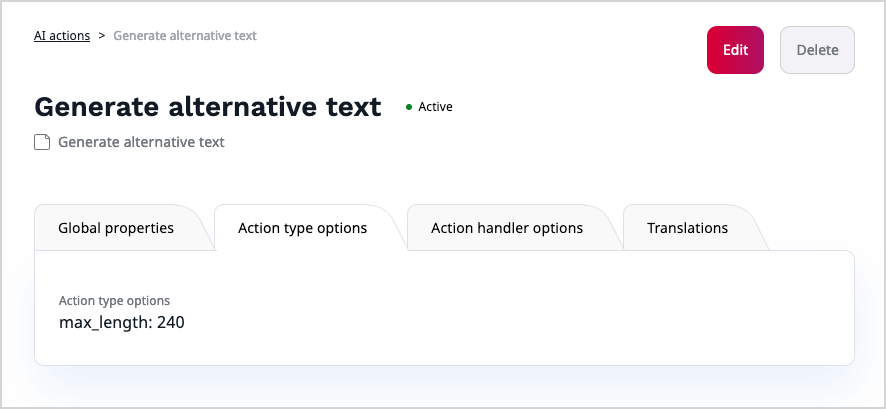 AI actions > Generate alternative text
Edit
Delete
Generate alternative text
Active
Generate alternative text
Global properties
Action type options
Action handler options
Translations
Action type options
max_length: 240